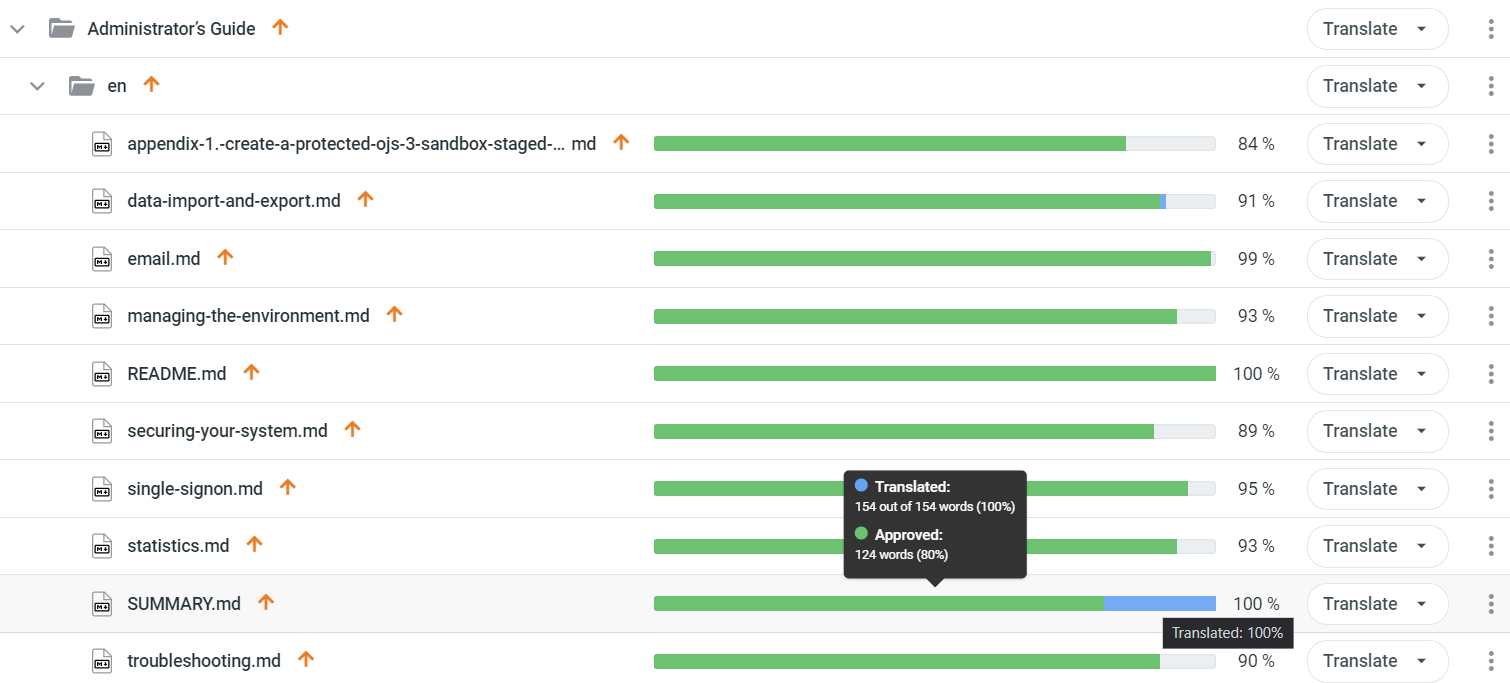 Administrator's Guide Translate
en Translate
appendix-1.-create-a-protected-ojs-3-sandbox-staged-... md 84 % Translate
data-import-and-export.md 91 % Translate
email.md 99 % Translate
managing-the-environment.md 93 % Translate
README.md 100 % Translate
securing-your-system.md 89 % Translate
single-signon.md 95 % Translate
Translated:
154 out of 154 words (100%)
Approved:
124 words (80%)
statistics.md 93 % Translate
SUMMARY.md 100 % Translate
Translated: 100%
troubleshooting.md 90 % Translate